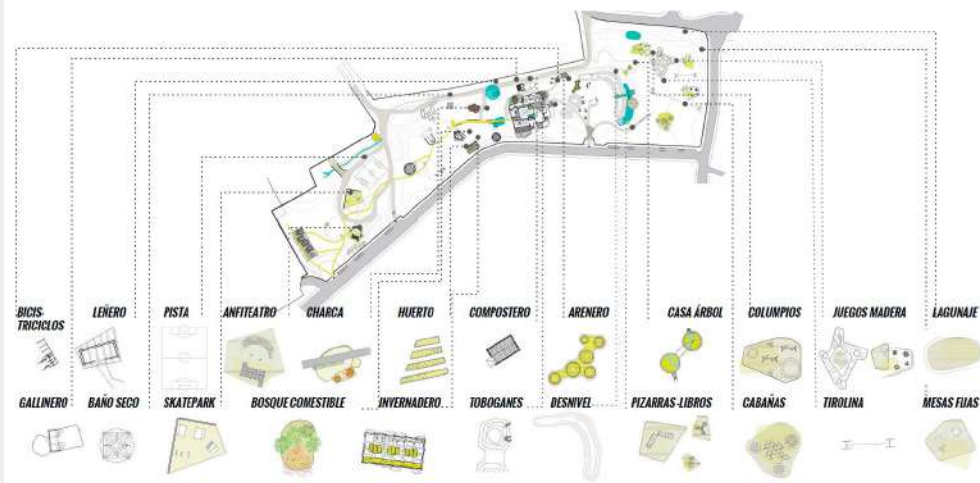 BICIS-
TRICICLOS
LEÑERO
PISTA
ANFITEATRO
CHARCA
HUERTO
COMPOSTERO
ARENERO
CASA ÁRBOL
COLUMPIOS
JUEGOS MADERA
LAGUNAJE
GALLINERO
BAÑO SECO
SKATEPARK
BOSQUE COMESTIBLE
INVERNADERO
TOBOGANES
DESNIVEL
PIZARRAS-LIBROS
CABAÑAS
TIROLINA
MESAS FIJAS